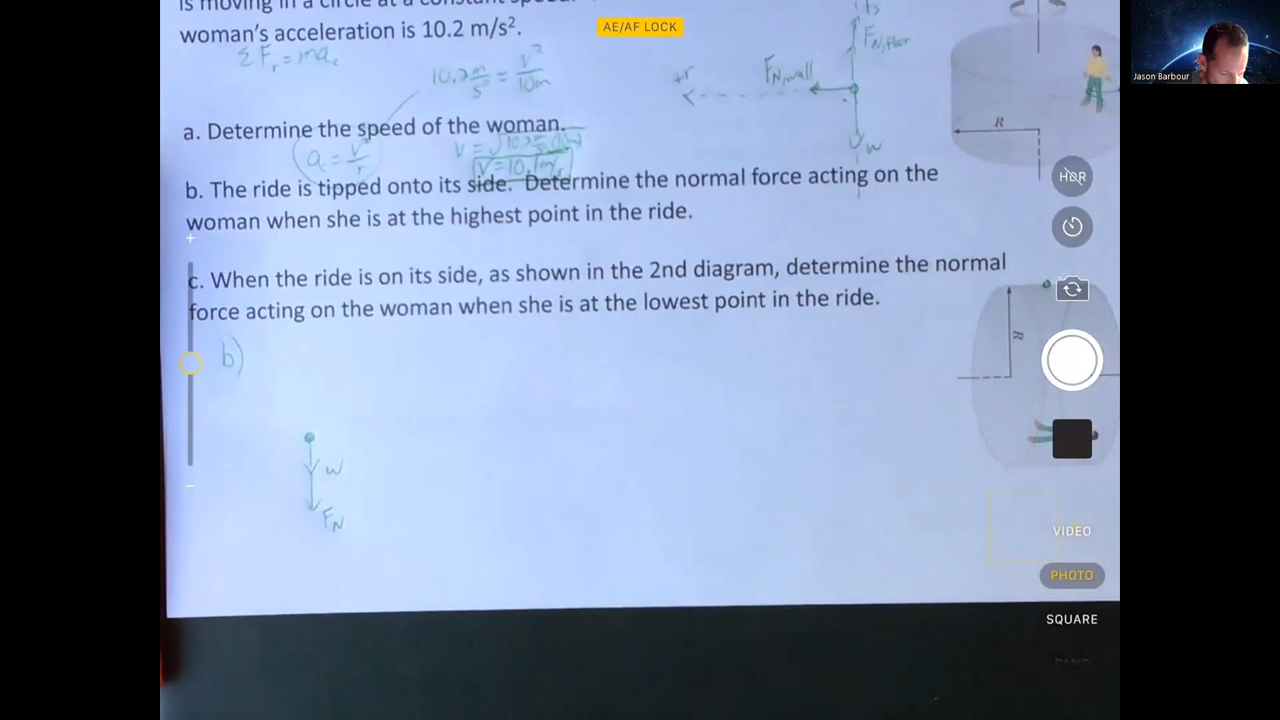 is moving in a circle at a constant speed.
woman's acceleration is 10.2 m/s².
AE/AF LOCK
ΣF_r = ma_c
10.2 m/s² = v²/10m
+r
F_N,wall
fs
F_N,floor
W
R
Jason Barbour
a. Determine the speed of the woman.
a_c = v²/r
V = 10.1 m/s
b. The ride is tipped onto its side. Determine the normal force acting on the
woman when she is at the highest point in the ride.
HDR
c. When the ride is on its side, as shown in the 2nd diagram, determine the normal
force acting on the woman when she is at the lowest point in the ride.
R
b)
W
F_N
VIDEO
PHOTO
SQUARE